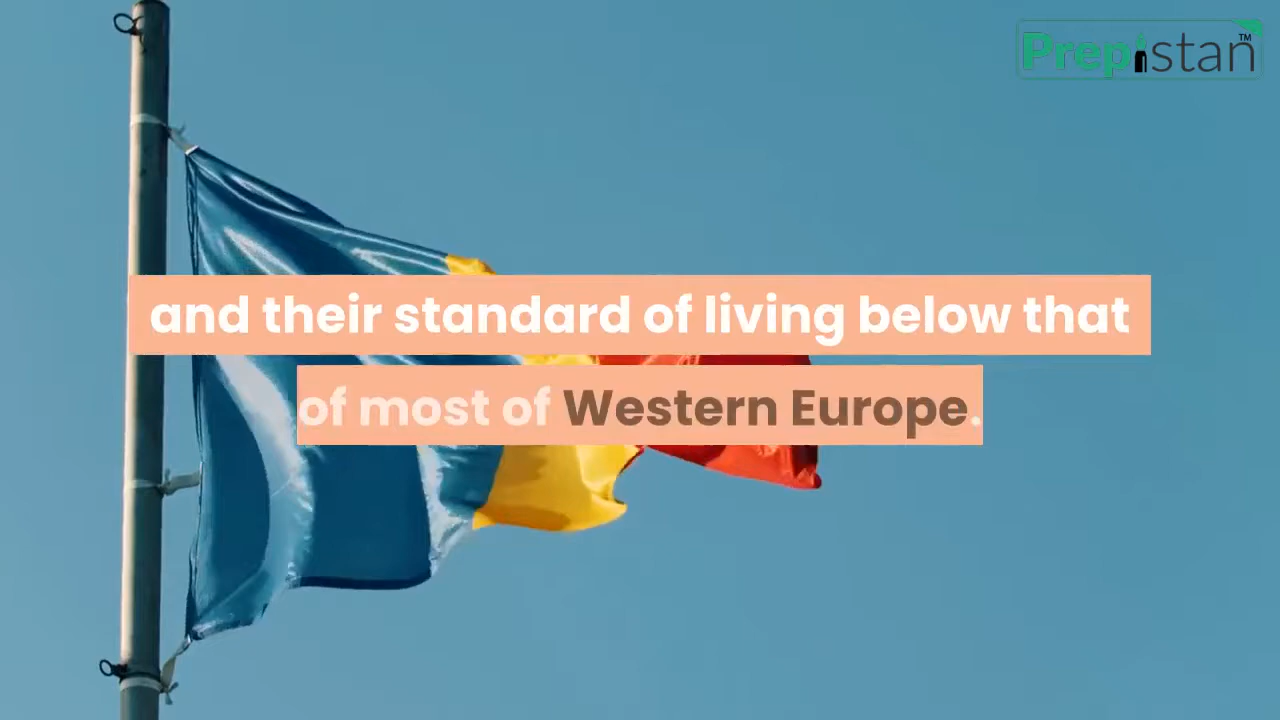 Prepistan™
and their standard of living below that
of most of Western Europe.